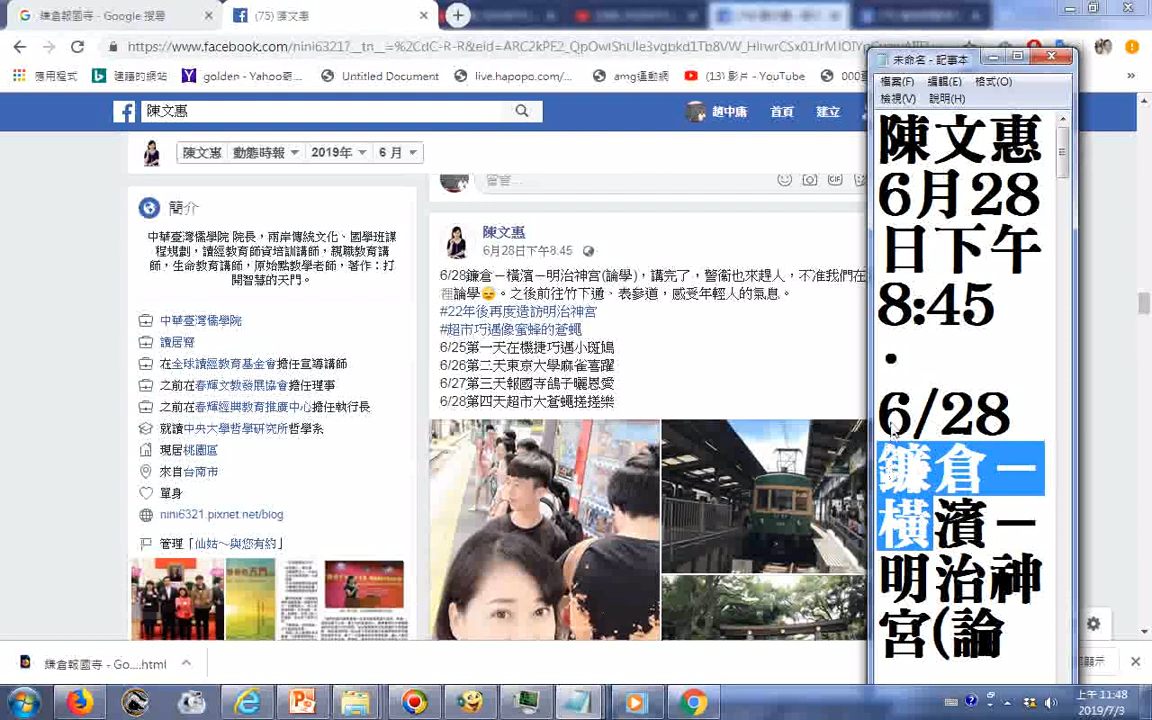 鎌倉報國寺 - Google 搜尋
(75) 陳文惠
https://www.facebook.com/nini6321?__tn__=%2CdC-R-R&eid=
應用程式
建議的網站
golden - Yahoo奇...
Untitled Document
live.hapopo.com/...
amg運動網
(13) 影片 - YouTube
陳文惠
趙中庸
首頁
建立
陳文惠
動態時報
2019年
6 月
留言...
簡介
中華臺灣儒學院 院長，兩岸傳統文化、國學班課
程規劃，讀經教育師資培訓講師，親職教育講
師，生命教育講師，原始點教學老師，著作：打
開智慧的天門。
中華臺灣儒學院
讀居齋
在全球讀經教育基金會擔任宣導講師
之前在春輝文教發展協會擔任理事
之前在春輝經典教育推廣中心擔任執行長
就讀中央大學哲學研究所哲學系
現居桃園區
來自台南市
單身
nini6321.pixnet.net/blog
管理「仙姑～與您有約」
陳文惠
6月28日下午8:45
6/28鎌倉－橫濱－明治神宮(論學)，講完了，警衞也來趕人，不准我們在
裡論學。之後前往竹下通、表參道，感受年輕人的氣息。
#22年後再度造訪明治神宮
#超市巧遇像蜜蜂的蒼蠅
6/25第一天在機捷巧遇小斑鳩
6/26第二天東京大學麻雀喜躍
6/27第三天報國寺鴿子曬恩愛
6/28第四天超市大蒼蠅搓搓樂
未命名 - 記事本
檔案(F) 編輯(E) 格式(O)
檢視(V) 說明(H)
陳文惠
6月28
日下午
8:45
·
6/28
鎌倉－
橫濱－
明治神
宮(論
鎌倉報國寺 - Go....html
上午 11:48
2019/7/3